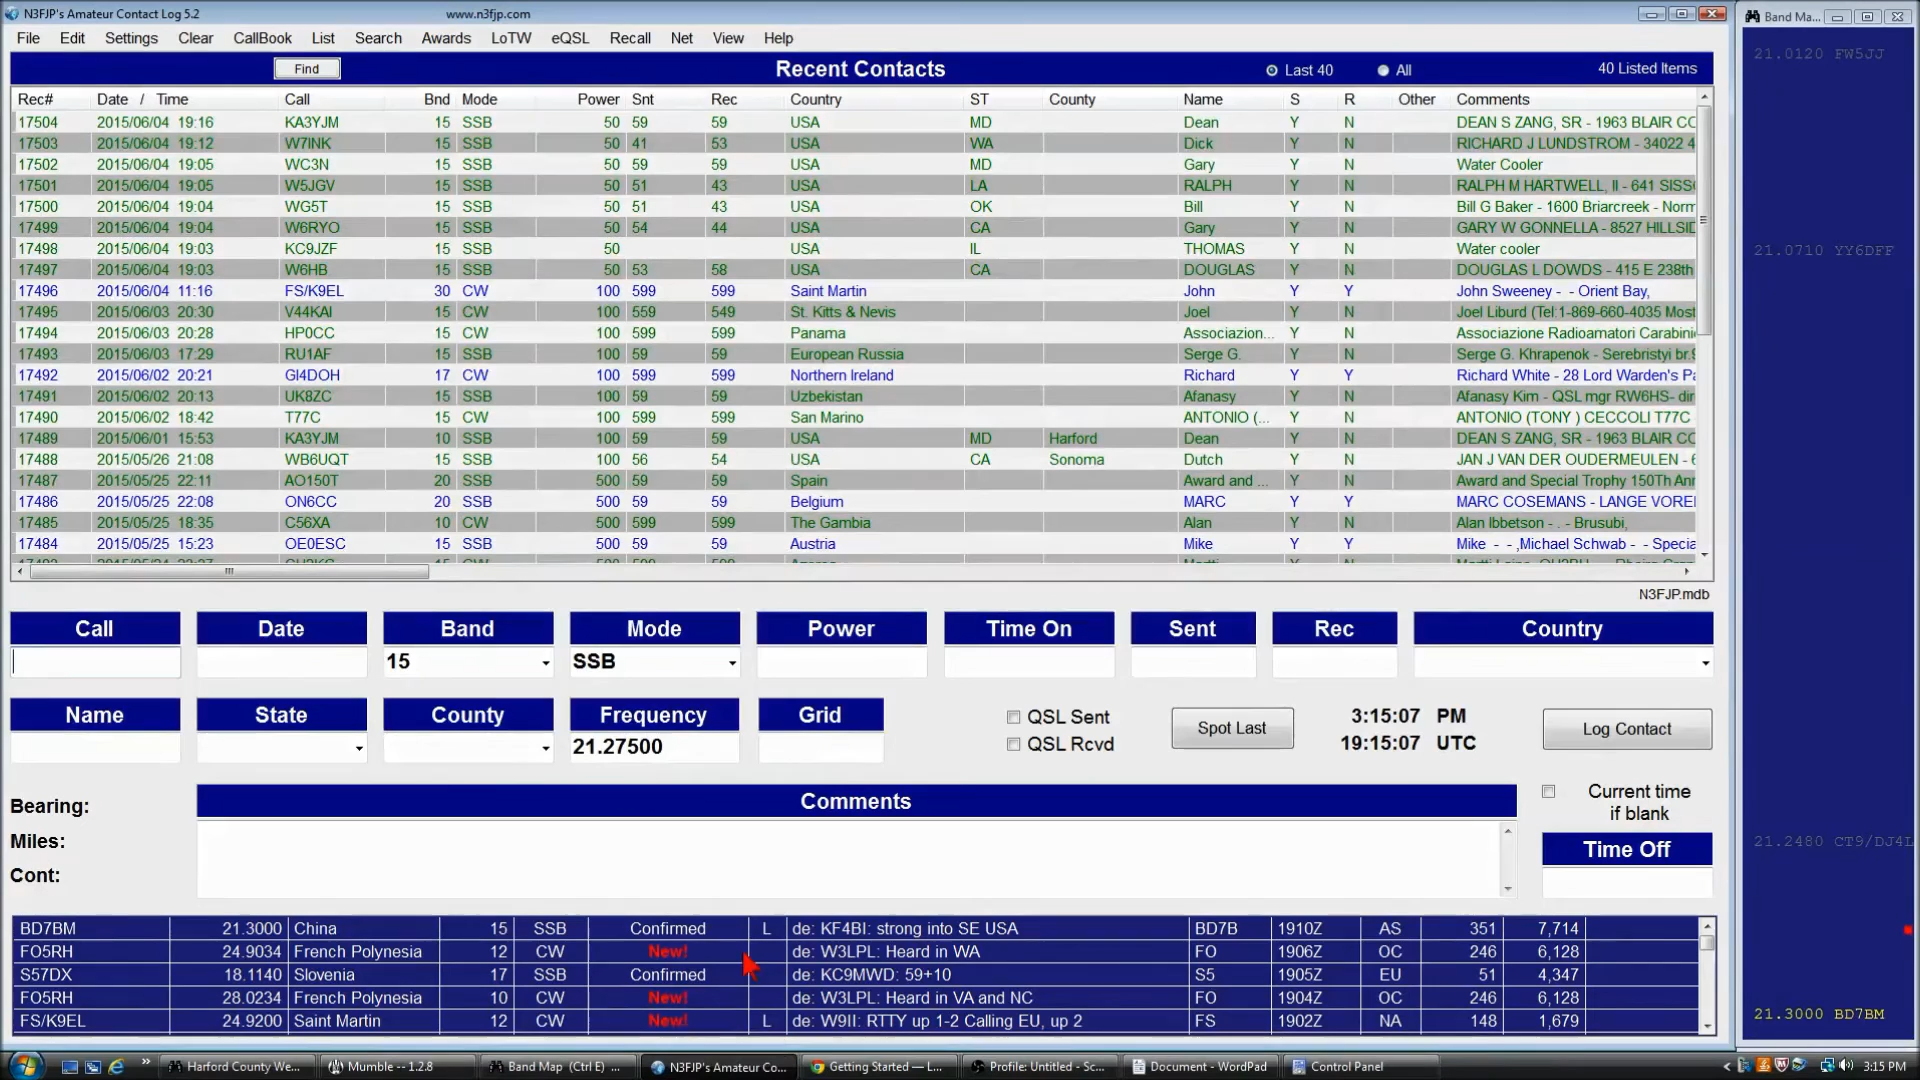 N3FJP's Amateur Contact Log 5.2 www.n3fjp.com
File Edit Settings Clear CallBook List Search Awards LoTW eQSL Recall Net View Help
Find Recent Contacts Last 40 All 40 Listed Items
Rec# Date / Time Call Bnd Mode Power Snt Rec Country ST County Name S R Other Comments
17504 2015/06/04 19:16 KA3YJM 15 SSB 50 59 59 USA MD Dean Y N DEAN S ZANG, SR - 1963 BLAIR CO
17503 2015/06/04 19:12 W7INK 15 SSB 50 41 53 USA WA Dick Y N RICHARD J LUNDSTROM - 34022 4
17502 2015/06/04 19:05 WC3N 15 SSB 50 59 59 USA MD Gary Y N Water Cooler
17501 2015/06/04 19:05 W5JGV 15 SSB 50 51 43 USA LA RALPH Y N RALPH M HARTWELL, II - 641 SISS
17500 2015/06/04 19:04 WG5T 15 SSB 50 51 43 USA OK Bill Y N Bill G Baker - 1600 Briarcreek - Norm
17499 2015/06/04 19:04 W6RYO 15 SSB 50 54 44 USA CA Gary Y N GARY W GONNELLA - 8527 HILLSID
17498 2015/06/04 19:03 KC9JZF 15 SSB 50 USA IL THOMAS Y N Water cooler
17497 2015/06/04 19:03 W6HB 15 SSB 50 53 58 USA CA DOUGLAS Y N DOUGLAS L DOWDS - 415 E 238th
17496 2015/06/04 11:16 FS/K9EL 30 CW 100 599 599 Saint Martin John Y Y John Sweeney - - Orient Bay,
17495 2015/06/03 20:30 V44KAI 15 CW 100 559 549 St. Kitts & Nevis Joel Y N Joel Liburd (Tel:1-869-660-4035 Most
17494 2015/06/03 20:28 HP0CC 15 CW 100 599 599 Panama Associazion... Y N Associazione Radioamatori Carabini
17493 2015/06/03 17:29 RU1AF 15 SSB 100 59 59 European Russia Serge G. Y N Serge G. Khrapenok - Serebristyi br.9
17492 2015/06/02 20:21 GI4DOH 17 CW 100 599 599 Northern Ireland Richard Y Y Richard White - 28 Lord Warden's Pa
17491 2015/06/02 20:13 UK8ZC 15 SSB 100 59 59 Uzbekistan Afanasy Y N Afanasy Kim - QSL mgr RW6HS- dir
17490 2015/06/02 18:42 T77C 15 CW 100 599 599 San Marino ANTONIO (... Y N ANTONIO (TONY ) CECCOLI T77C
17489 2015/06/01 15:53 KA3YJM 10 SSB 100 59 59 USA MD Harford Dean Y N DEAN S ZANG, SR - 1963 BLAIR CO
17488 2015/05/26 21:08 WB6UQT 15 SSB 100 56 54 USA CA Sonoma Dutch Y N JAN J VAN DER OUDERMEULEN - 6
17487 2015/05/25 22:11 AO150T 20 SSB 500 59 59 Spain Award and ... Y N Award and Special Trophy 150Th Ann
17486 2015/05/25 22:08 ON6CC 20 SSB 500 59 59 Belgium MARC Y Y MARC COSEMANS - LANGE VOREN
17485 2015/05/25 18:35 C56XA 10 CW 500 599 599 The Gambia Alan Y N Alan Ibbetson - . - Brusubi,
17484 2015/05/25 15:23 OE0ESC 15 SSB 500 59 59 Austria Mike Y Y Mike - - ,Michael Schwab - - Specia
N3FJP.mdb
Call Date Band Mode Power Time On Sent Rec Country
15 SSB
Name State County Frequency Grid
21.27500
QSL Sent
QSL Rcvd
Spot Last
3:15:07 PM
19:15:07 UTC
Log Contact
Bearing:
Miles:
Cont:
Comments
Current time
if blank
Time Off
BD7BM 21.3000 China 15 SSB Confirmed L de: KF4BI: strong into SE USA BD7B 1910Z AS 351 7,714
FO5RH 24.9034 French Polynesia 12 CW New! de: W3LPL: Heard in WA FO 1906Z OC 246 6,128
S57DX 18.1140 Slovenia 17 SSB Confirmed de: KC9MWD: 59+10 S5 1905Z EU 51 4,347
FO5RH 28.0234 French Polynesia 10 CW New! de: W3LPL: Heard in VA and NC FO 1904Z OC 246 6,128
FS/K9EL 24.9200 Saint Martin 12 CW New! L de: W9II: RTTY up 1-2 Calling EU, up 2 FS 1902Z NA 148 1,679
Band Ma...
21.0120 FW5JJ
21.0710 YY6DFF
21.2480 CT9/DJ4L
21.3000 BD7BM
Harford County We... Mumble -- 1.2.8 Band Map (Ctrl E) ... N3FJP's Amateur Co... Getting Started — L... Profile: Untitled - Sc... Document - WordPad Control Panel 3:15 PM